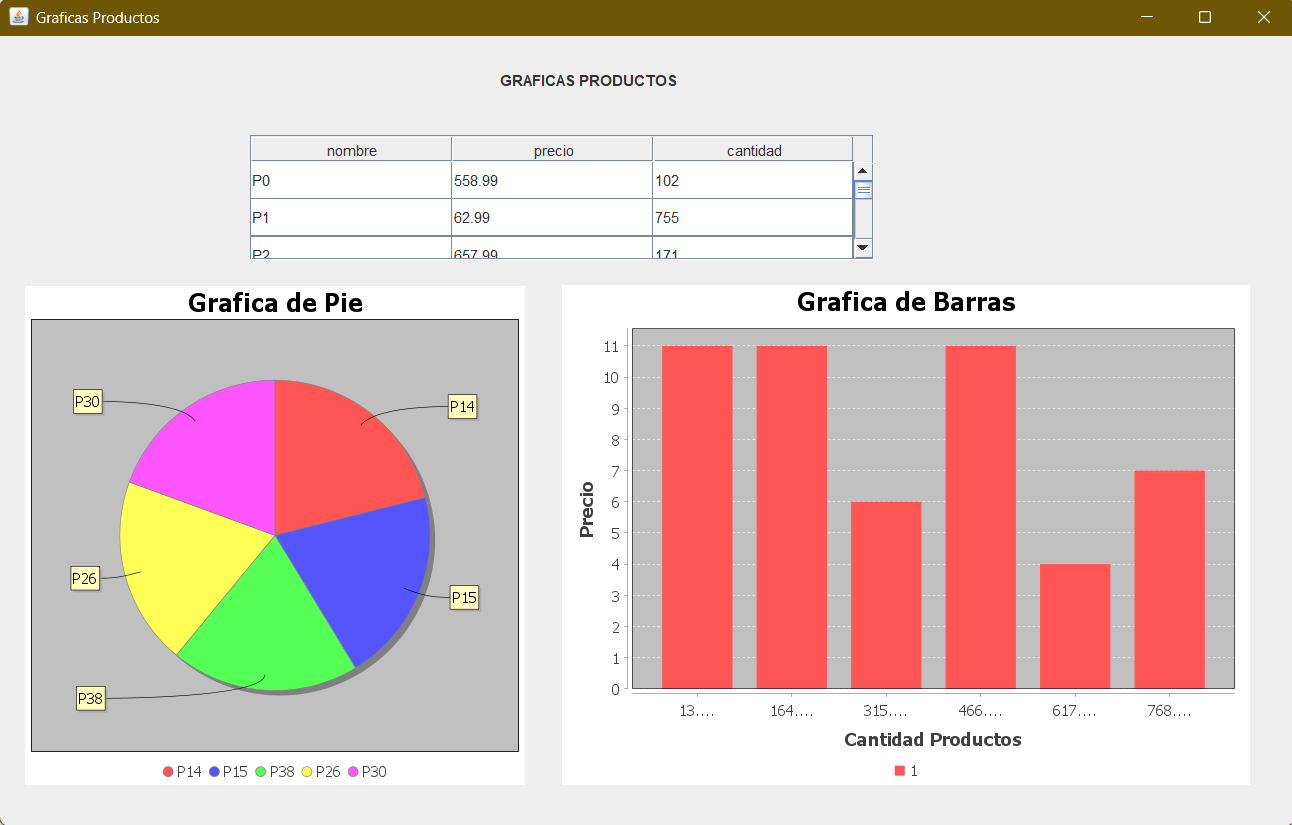 Graficas Productos
GRAFICAS PRODUCTOS
nombre precio cantidad
P0 558.99 102
P1 62.99 755
P2 657.99 171
Grafica de Pie
P30
P14
P26
P15
P38
P14 P15 P38 P26 P30
Grafica de Barras
11
10
9
8
7
6
5
4
3
2
1
0
Precio
13.... 164.... 315.... 466.... 617.... 768....
Cantidad Productos
1